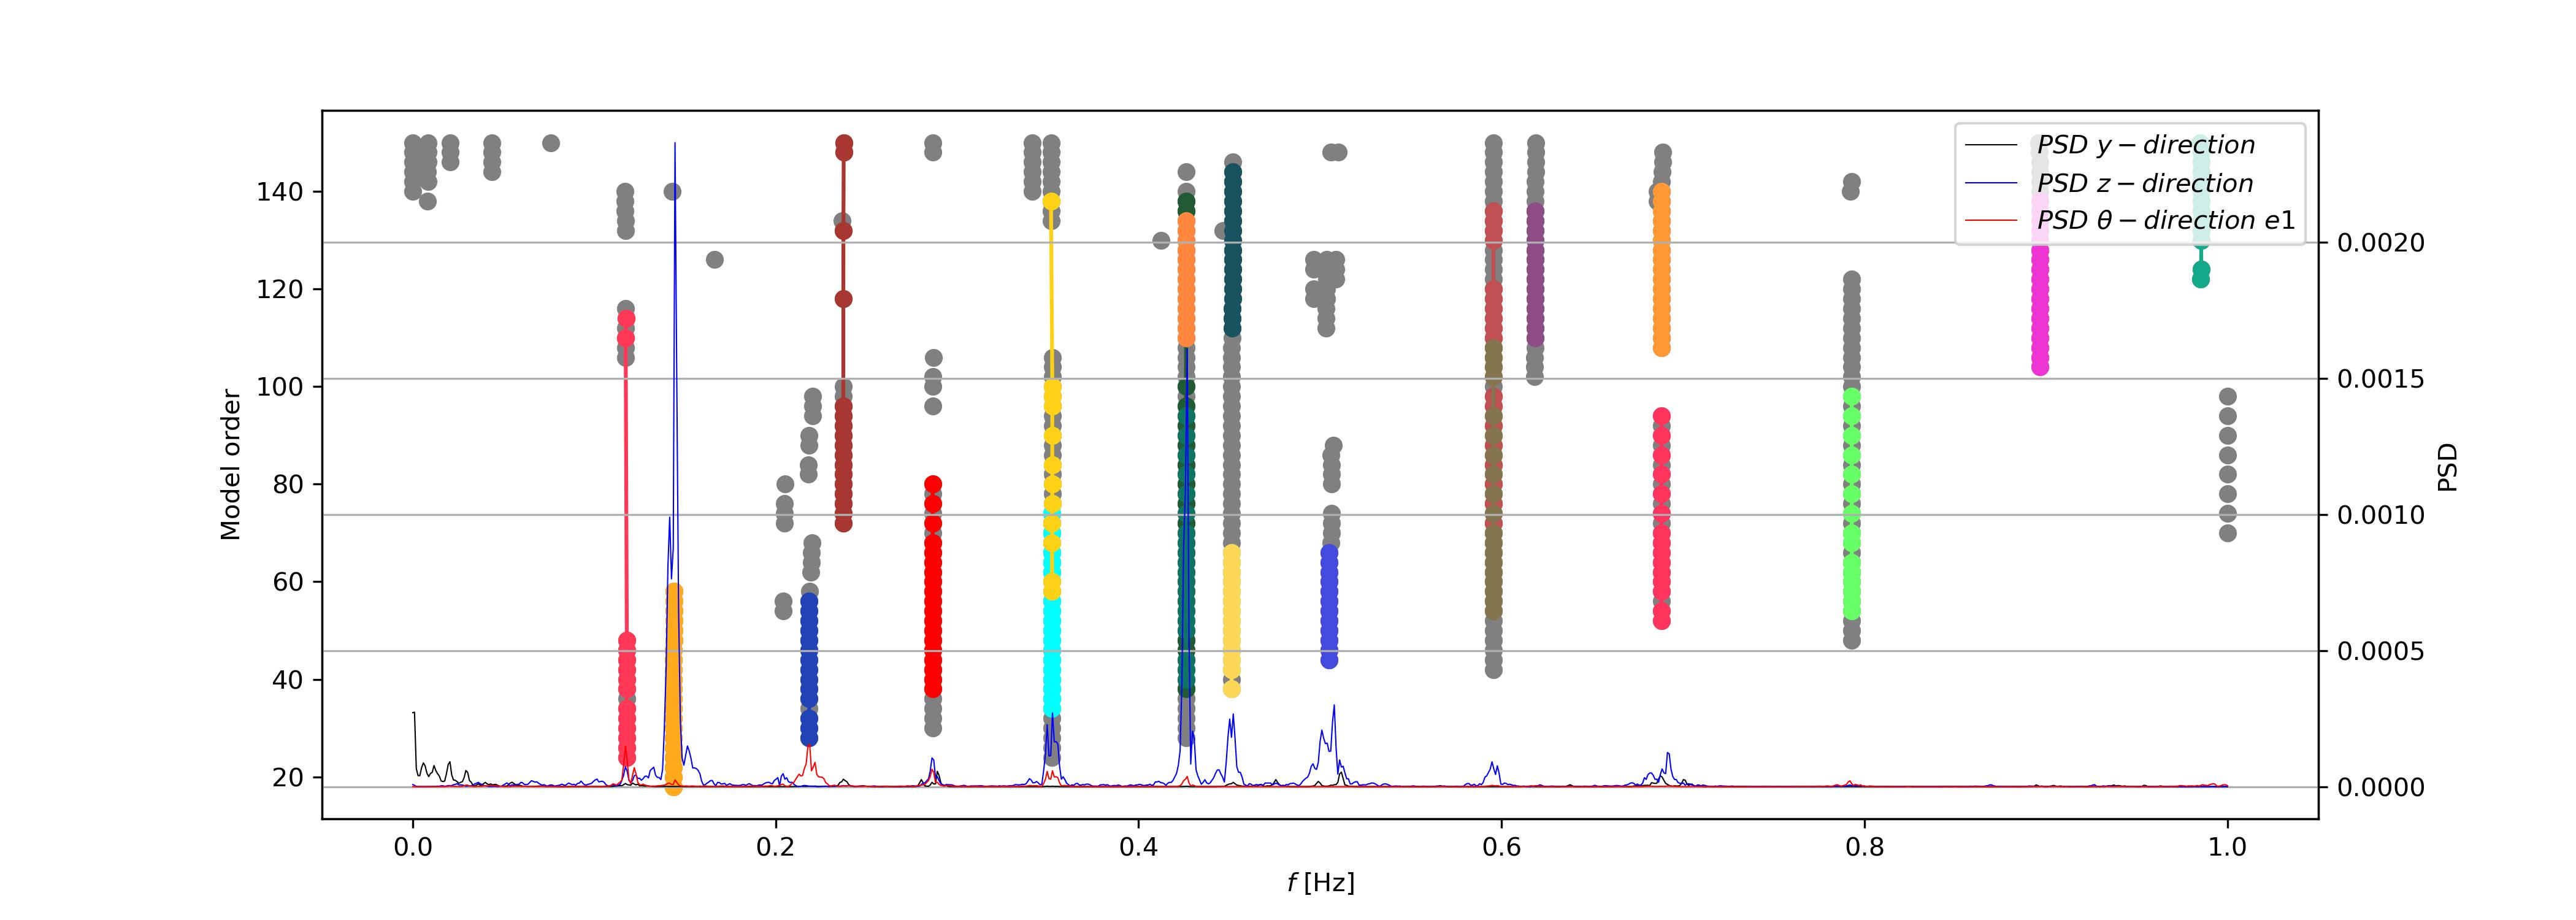 PSD y − direction
PSD z − direction
PSD θ − direction e1
140
120
100
80
60
40
20
Model order
0.0020
0.0015
0.0010
0.0005
0.0000
PSD
0.0 0.2 0.4 0.6 0.8 1.0
f [Hz]